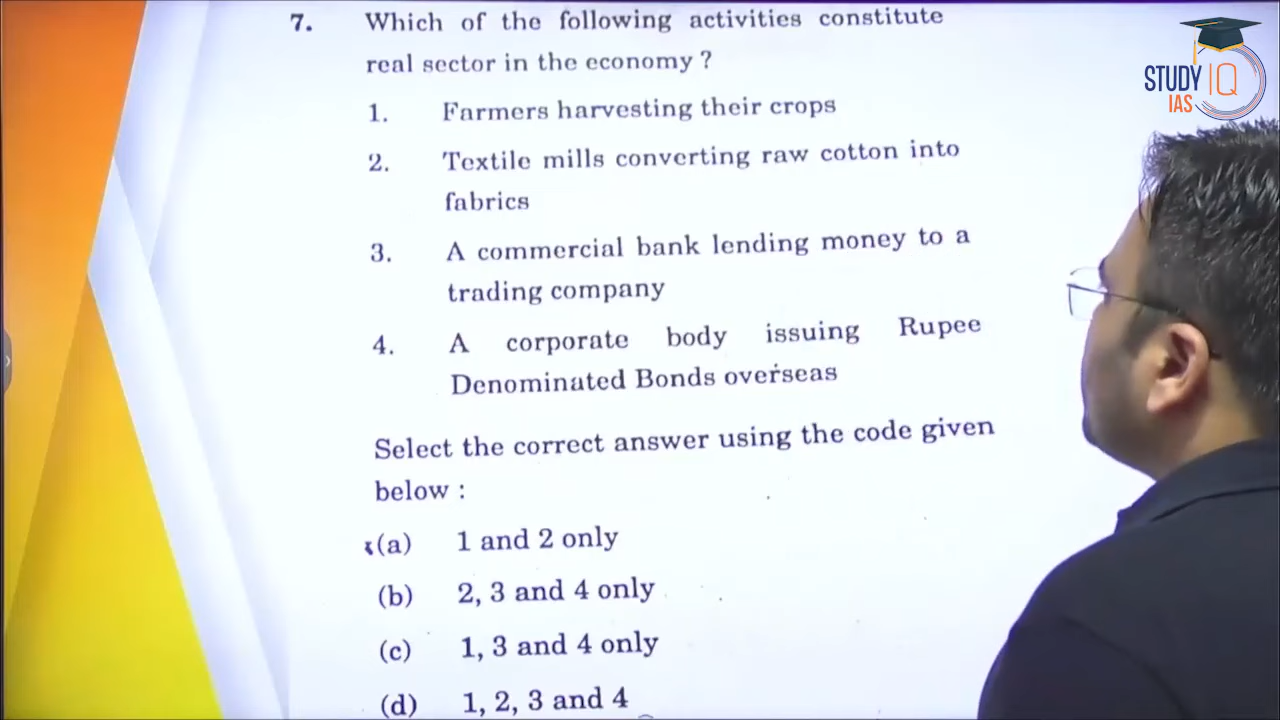 STUDY IQ
IAS
7. Which of the following activities constitute
real sector in the economy ?
1. Farmers harvesting their crops
2. Textile mills converting raw cotton into
fabrics
3. A commercial bank lending money to a
trading company
4. A corporate body issuing Rupee
Denominated Bonds overseas
Select the correct answer using the code given
below :
(a) 1 and 2 only
(b) 2, 3 and 4 only
(c) 1, 3 and 4 only
(d) 1, 2, 3 and 4